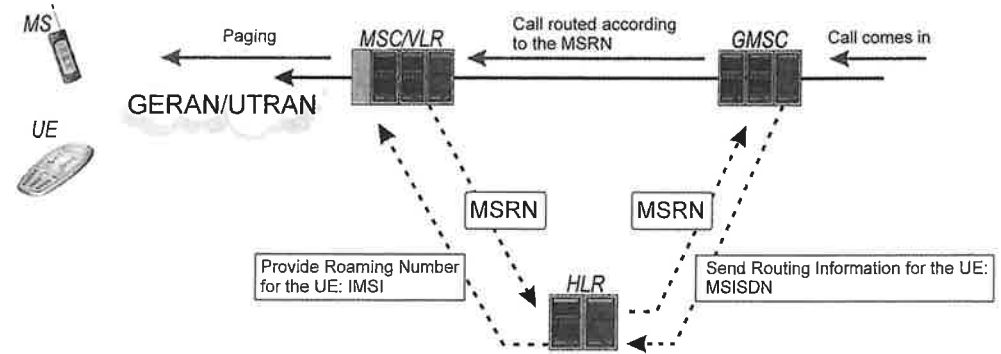 MS
Paging
MSC/VLR
Call routed according
to the MSRN
GMSC
Call comes in
GERAN/UTRAN
UE
MSRN
MSRN
Provide Roaming Number
for the UE: IMSI
HLR
Send Routing Information for the UE:
MSISDN